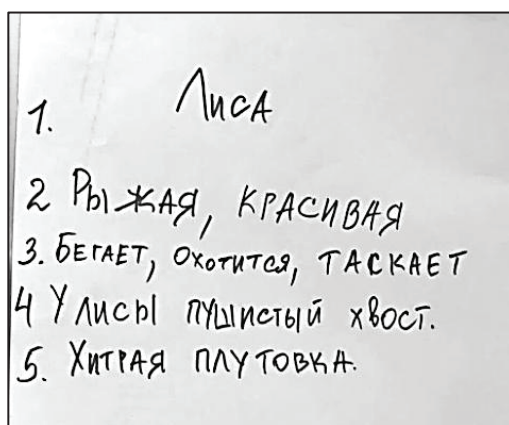 1. Лиса
2 Рыжая, КРАСИВАЯ
3. БЕГАЕТ, ОХОТИТСЯ, ТАСКАЕТ
4 У ЛИСЫ ПУШИСТЫЙ ХВОСТ.
5. ХИТРАЯ ПЛУТОВКА.